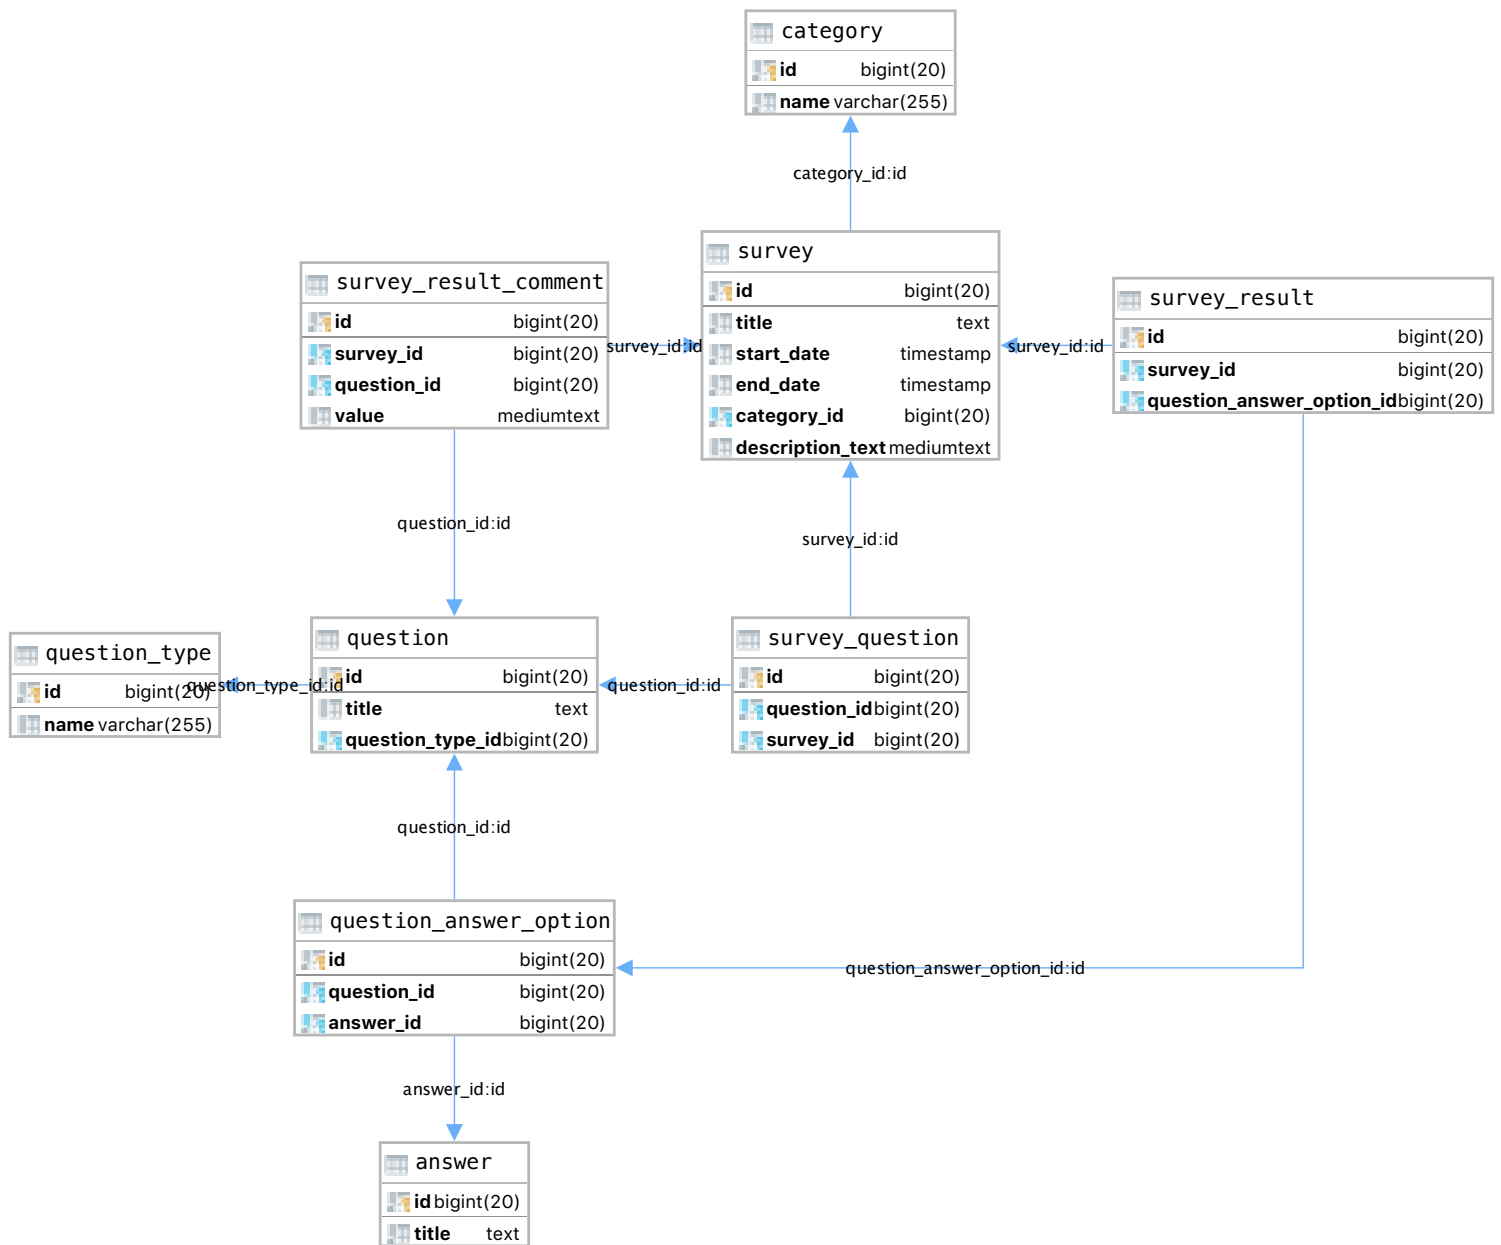 category
id bigint(20)
name varchar(255)
category_id:id
survey
id bigint(20)
title text
start_date timestamp
end_date timestamp
category_id bigint(20)
description_text mediumtext
survey_result_comment
id bigint(20)
survey_id bigint(20)
question_id bigint(20)
value mediumtext
survey_id:id
survey_result
id bigint(20)
survey_id bigint(20)
question_answer_option_id bigint(20)
survey_id:id
question_id:id
survey_id:id
question_type
id bigint(20)
name varchar(255)
question_type_id:id
question
id bigint(20)
title text
question_type_id bigint(20)
question_id:id
survey_question
id bigint(20)
question_id bigint(20)
survey_id bigint(20)
question_id:id
question_answer_option
id bigint(20)
question_id bigint(20)
answer_id bigint(20)
question_answer_option_id:id
answer_id:id
answer
id bigint(20)
title text